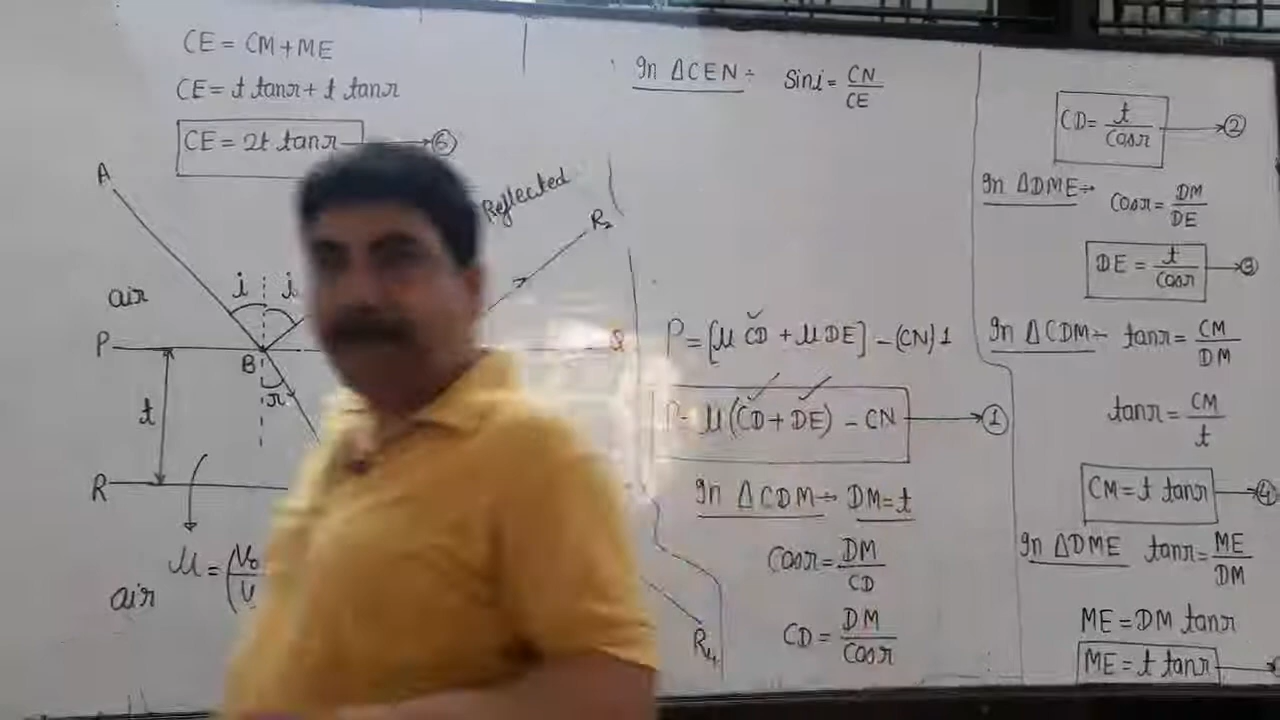 CE = CM + ME
CE = t tanr + t tanr
CE = 2t tanr → ⑥
A
Reflected
R₂
i i
air
P
B
r
t
R
μ = (V₀/V
air
R₄
In ΔCEN ÷ Sini = CN/CE
P = [μ CD + μ DE] - (CN) 1
μ (CD + DE) - CN → ①
In ΔCDM → DM = t
Cosr = DM/CD
CD = DM/Cosr
CD = t/Cosr → ②
In ΔDME → Cosr = DM/DE
DE = t/Cosr → ③
In ΔCDM ÷ tanr = CM/DM
tanr = CM/t
CM = t tanr → ④
In ΔDME tanr = ME/DM
ME = DM tanr
ME = t tanr →